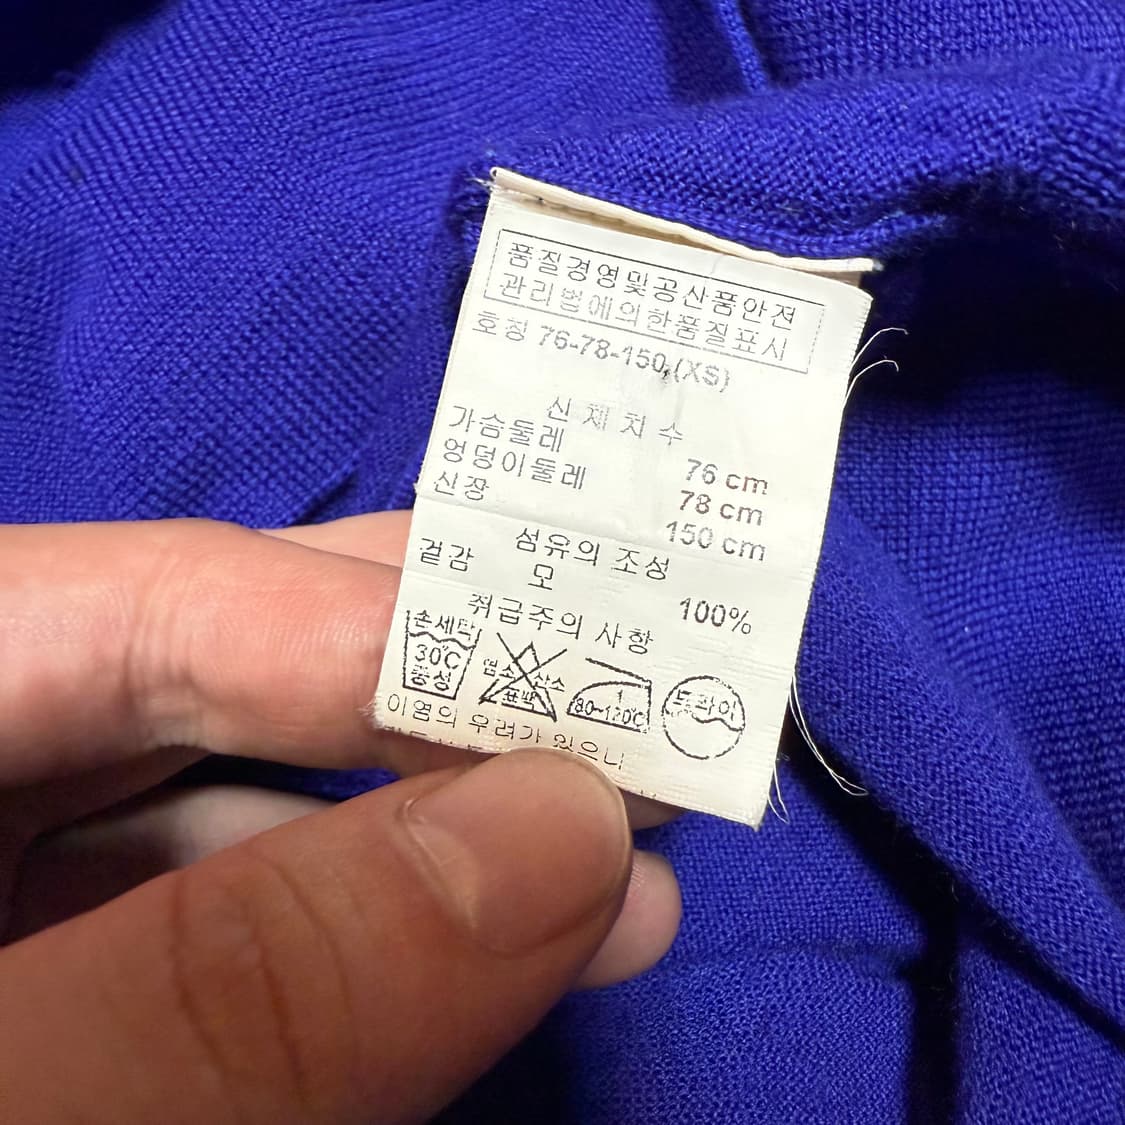 품질경영및공산품안전
관리법에의한품질표시
호칭 76-78-150,(XS)
신 체 치 수
가슴둘레 76 cm
엉덩이둘레 78 cm
신장 150 cm
섬유의 조성
겉감 모 100%
취급주의 사항
손세탁
30℃
중성
염소 산소
표백
80~120℃
드라이
이염의 우려가 있으니